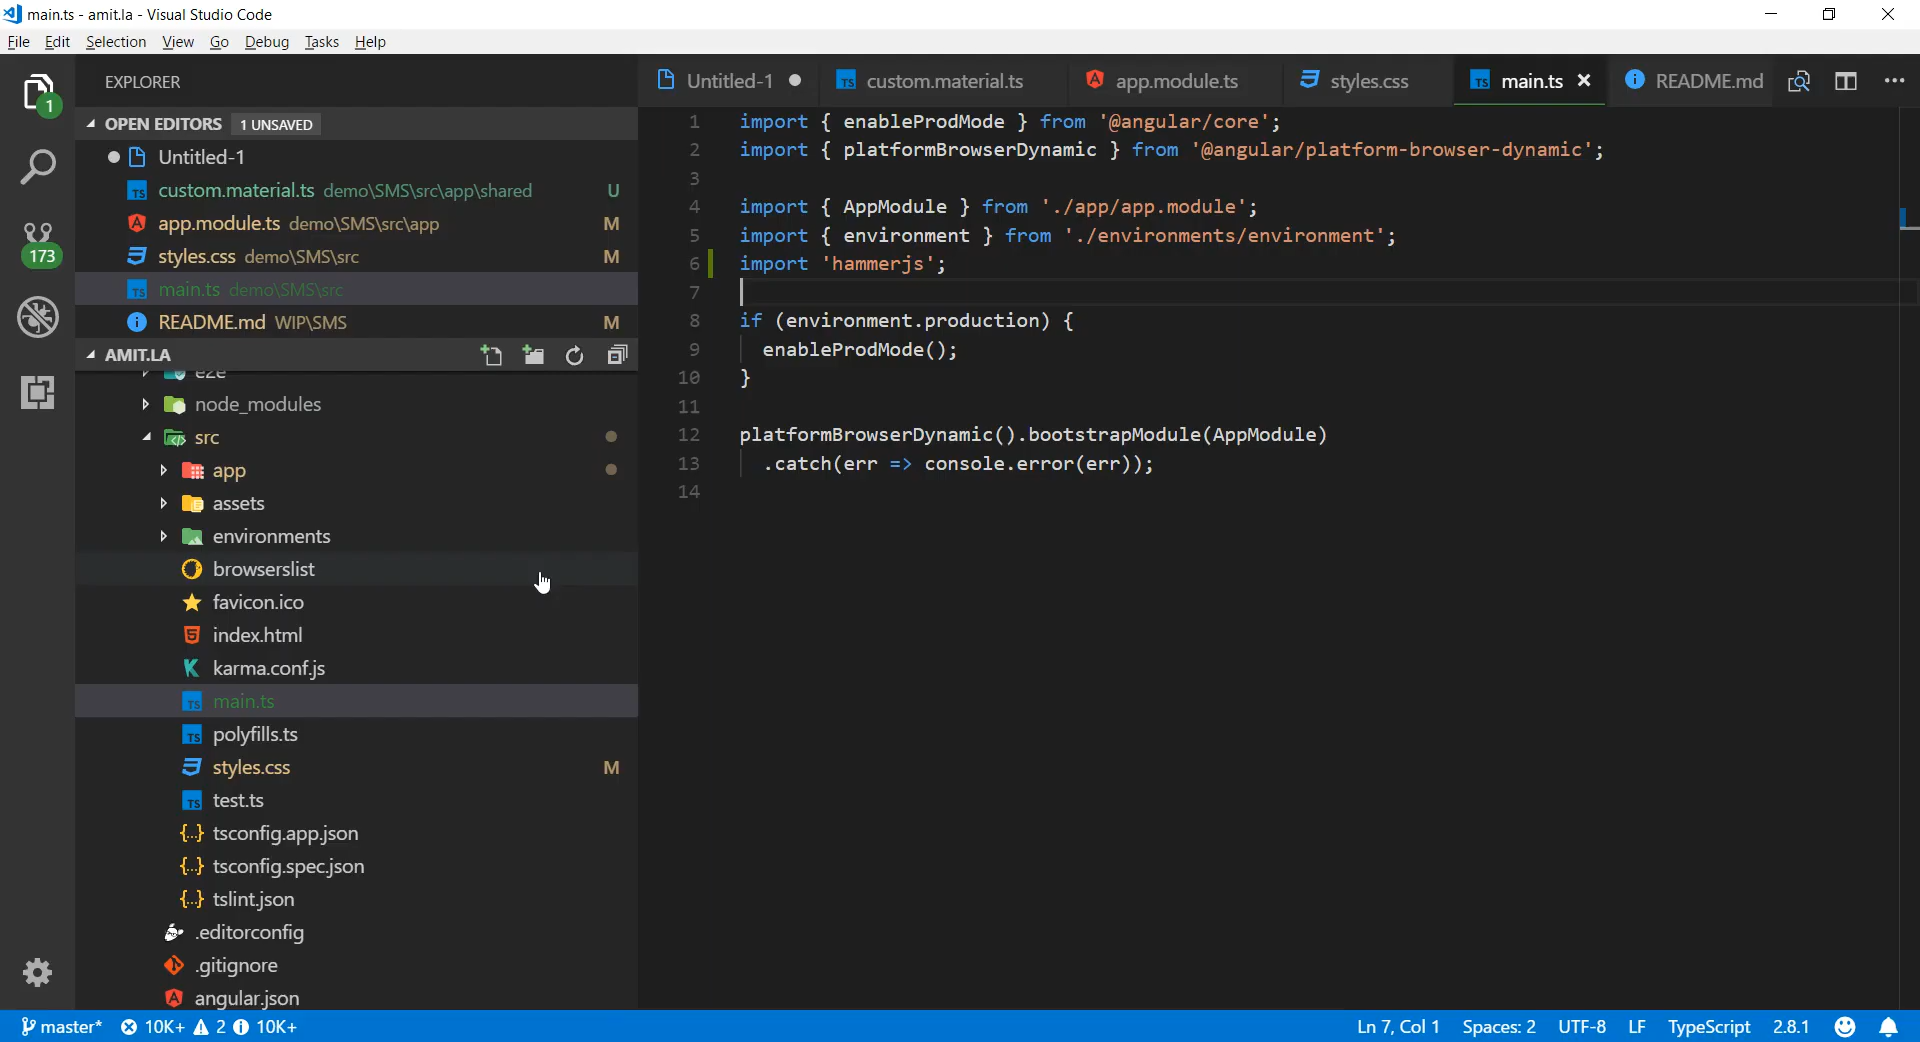 main.ts - amit.la - Visual Studio Code
File Edit Selection View Go Debug Tasks Help
EXPLORER
OPEN EDITORS 1 UNSAVED
Untitled-1
custom.material.ts demo\SMS\src\app\shared U
app.module.ts demo\SMS\src\app M
styles.css demo\SMS\src M
main.ts demo\SMS\src
README.md WIP\SMS M
AMIT.LA
e2e
node_modules
src
app
assets
environments
browserslist
favicon.ico
index.html
karma.conf.js
main.ts
polyfills.ts
styles.css M
test.ts
tsconfig.app.json
tsconfig.spec.json
tslint.json
.editorconfig
.gitignore
angular.json
1
173
Untitled-1 custom.material.ts app.module.ts styles.css main.ts README.md
1 import { enableProdMode } from '@angular/core';
2 import { platformBrowserDynamic } from '@angular/platform-browser-dynamic';
3
4 import { AppModule } from './app/app.module';
5 import { environment } from './environments/environment';
6 import 'hammerjs';
7
8 if (environment.production) {
9 enableProdMode();
10 }
11
12 platformBrowserDynamic().bootstrapModule(AppModule)
13 .catch(err => console.error(err));
14
master* 10K+ 2 10K+ Ln 7, Col 1 Spaces: 2 UTF-8 LF TypeScript 2.8.1